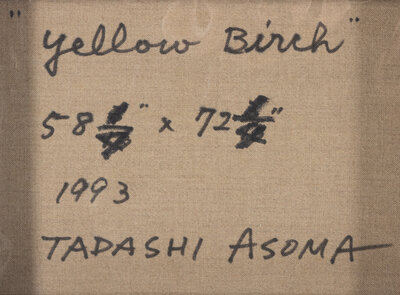 "Yellow Birch"
58" x 72"
1993
TADASHI ASOMA